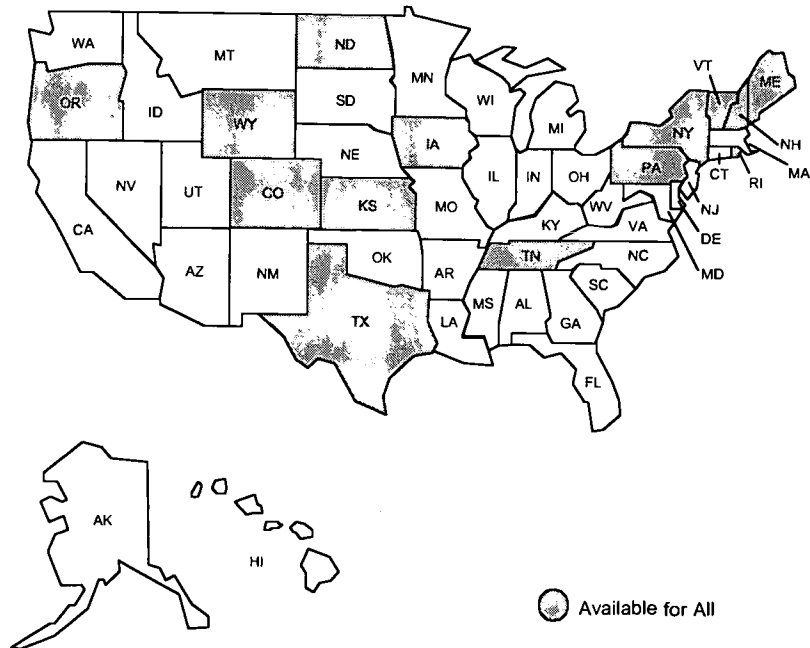 WA
MT
ND
MN
VT
ME
OR
ID
SD
WI
MI
NY
NH
WY
MA
IA
PA
NE
CT
RI
NV
UT
CO
IL
IN
OH
NJ
KS
MO
WV
DE
CA
KY
VA
MD
OK
TN
NC
AZ
NM
AR
SC
MS
AL
GA
TX
LA
FL
AK
HI
Available for All